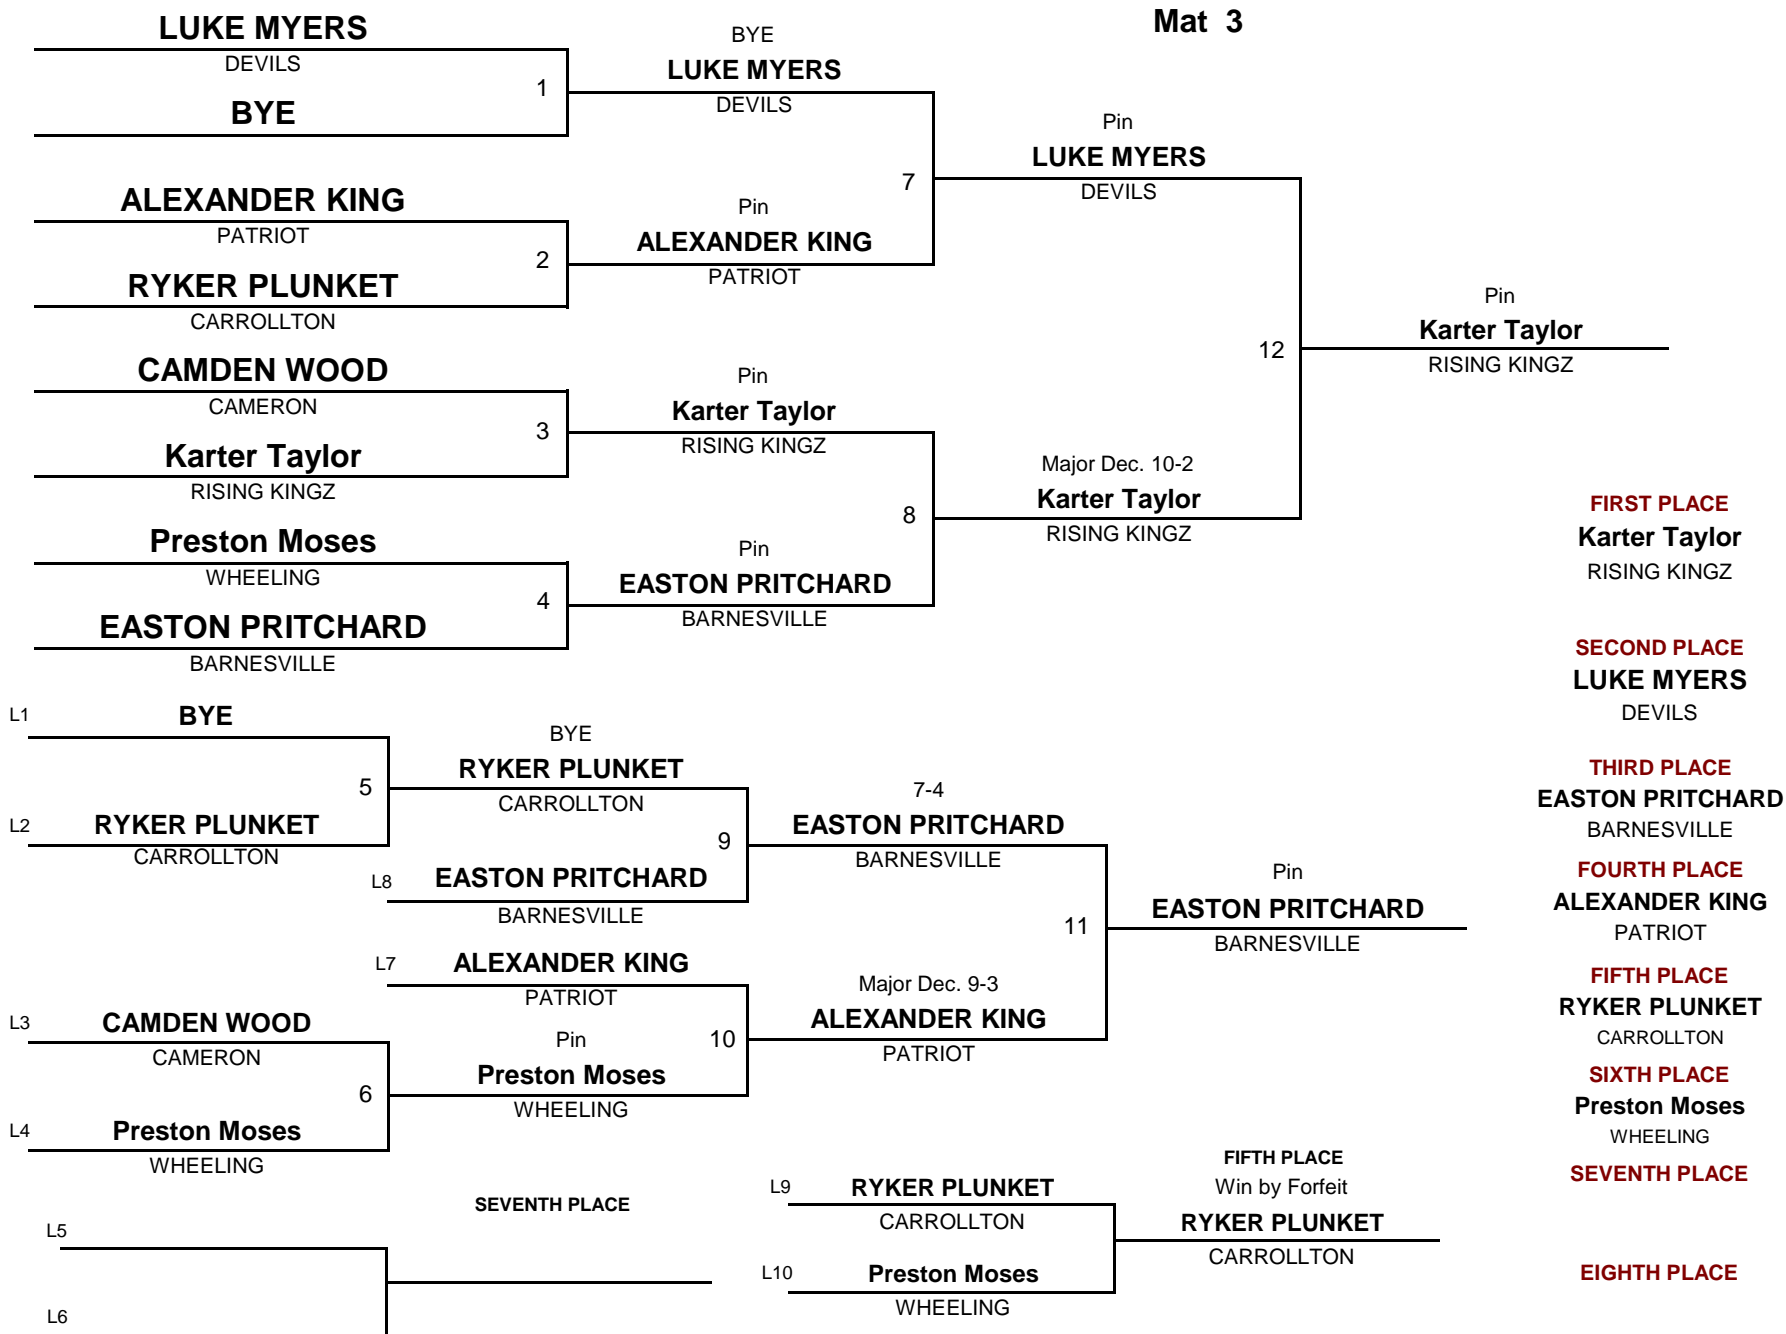 Mat 3
LUKE MYERS
DEVILS
1
BYE
ALEXANDER KING
PATRIOT
2
RYKER PLUNKET
CARROLLTON
CAMDEN WOOD
CAMERON
3
Karter Taylor
RISING KINGZ
Preston Moses
WHEELING
4
EASTON PRITCHARD
BARNESVILLE
BYE
LUKE MYERS
DEVILS
7
Pin
ALEXANDER KING
PATRIOT
Pin
Karter Taylor
RISING KINGZ
8
Pin
EASTON PRITCHARD
BARNESVILLE
Pin
LUKE MYERS
DEVILS
12
Major Dec. 10-2
Karter Taylor
RISING KINGZ
Pin
Karter Taylor
RISING KINGZ
L1
BYE
5
L2
RYKER PLUNKET
CARROLLTON
L3
CAMDEN WOOD
CAMERON
6
L4
Preston Moses
WHEELING
BYE
RYKER PLUNKET
CARROLLTON
9
L8
EASTON PRITCHARD
BARNESVILLE
L7
ALEXANDER KING
PATRIOT
10
Pin
Preston Moses
WHEELING
7-4
EASTON PRITCHARD
BARNESVILLE
11
Major Dec. 9-3
ALEXANDER KING
PATRIOT
Pin
EASTON PRITCHARD
BARNESVILLE
SEVENTH PLACE
L5
L6
L9
RYKER PLUNKET
CARROLLTON
L10
Preston Moses
WHEELING
FIFTH PLACE
Win by Forfeit
RYKER PLUNKET
CARROLLTON
FIRST PLACE
Karter Taylor
RISING KINGZ
SECOND PLACE
LUKE MYERS
DEVILS
THIRD PLACE
EASTON PRITCHARD
BARNESVILLE
FOURTH PLACE
ALEXANDER KING
PATRIOT
FIFTH PLACE
RYKER PLUNKET
CARROLLTON
SIXTH PLACE
Preston Moses
WHEELING
SEVENTH PLACE
EIGHTH PLACE